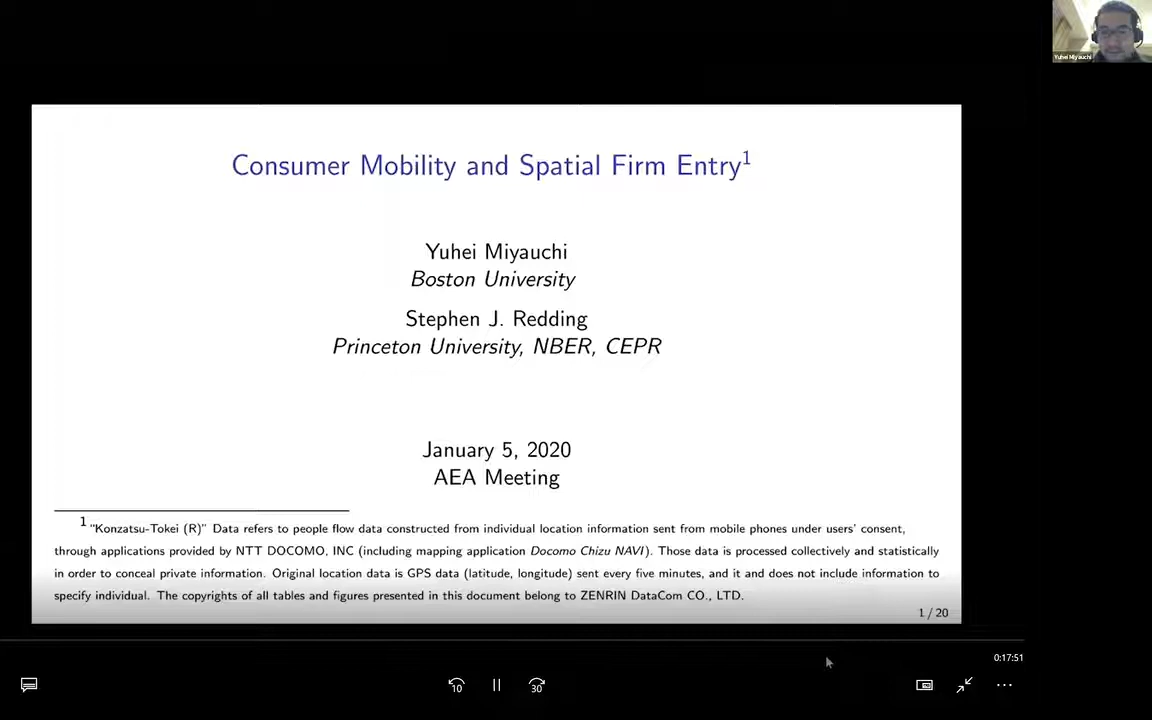 Yuhei Miyauchi
Consumer Mobility and Spatial Firm Entry1
Yuhei Miyauchi
Boston University
Stephen J. Redding
Princeton University, NBER, CEPR
January 5, 2020
AEA Meeting
1"Konzatsu-Tokei (R)" Data refers to people flow data constructed from individual location information sent from mobile phones under users' consent,
through applications provided by NTT DOCOMO, INC (including mapping application Docomo Chizu NAVI). Those data is processed collectively and statistically
in order to conceal private information. Original location data is GPS data (latitude, longitude) sent every five minutes, and it and does not include information to
specify individual. The copyrights of all tables and figures presented in this document belong to ZENRIN DataCom CO., LTD.
1 / 20
0:17:51
10
30